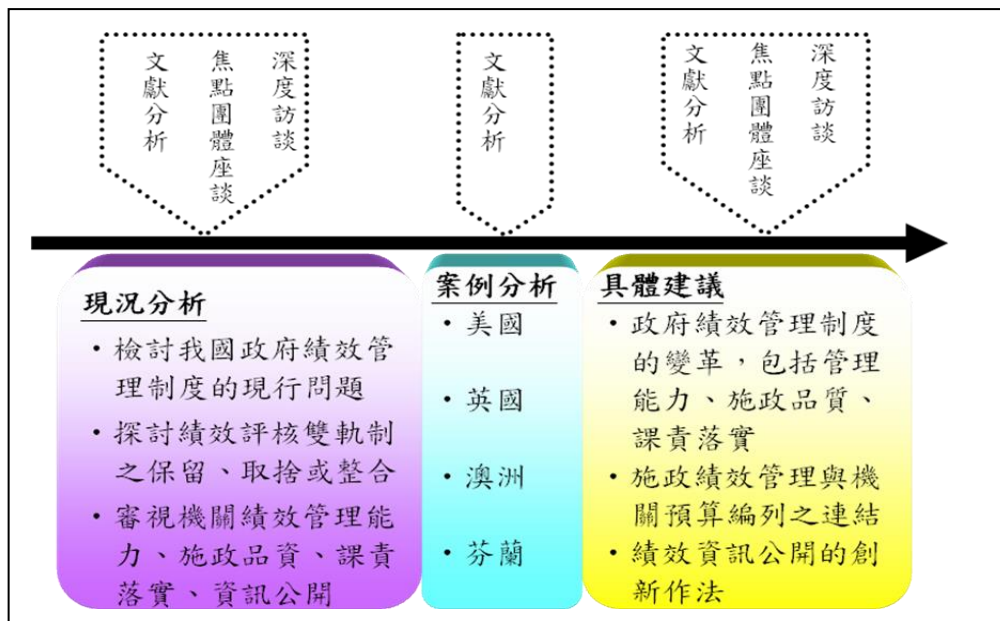 文獻分析
焦點團體座談
深度訪談
文獻分析
文獻分析
焦點團體座談
深度訪談
現況分析
・檢討我國政府績效管
理制度的現行問題
・探討績效評核雙軌制
之保留、取捨或整合
・審視機關績效管理能
力、施政品資、課責
落實、資訊公開
案例分析
・美國
・英國
・澳洲
・芬蘭
具體建議
・政府績效管理制度
的變革，包括管理
能力、施政品質、
課責落實
・施政績效管理與機
關預算編列之連結
・績效資訊公開的創
新作法